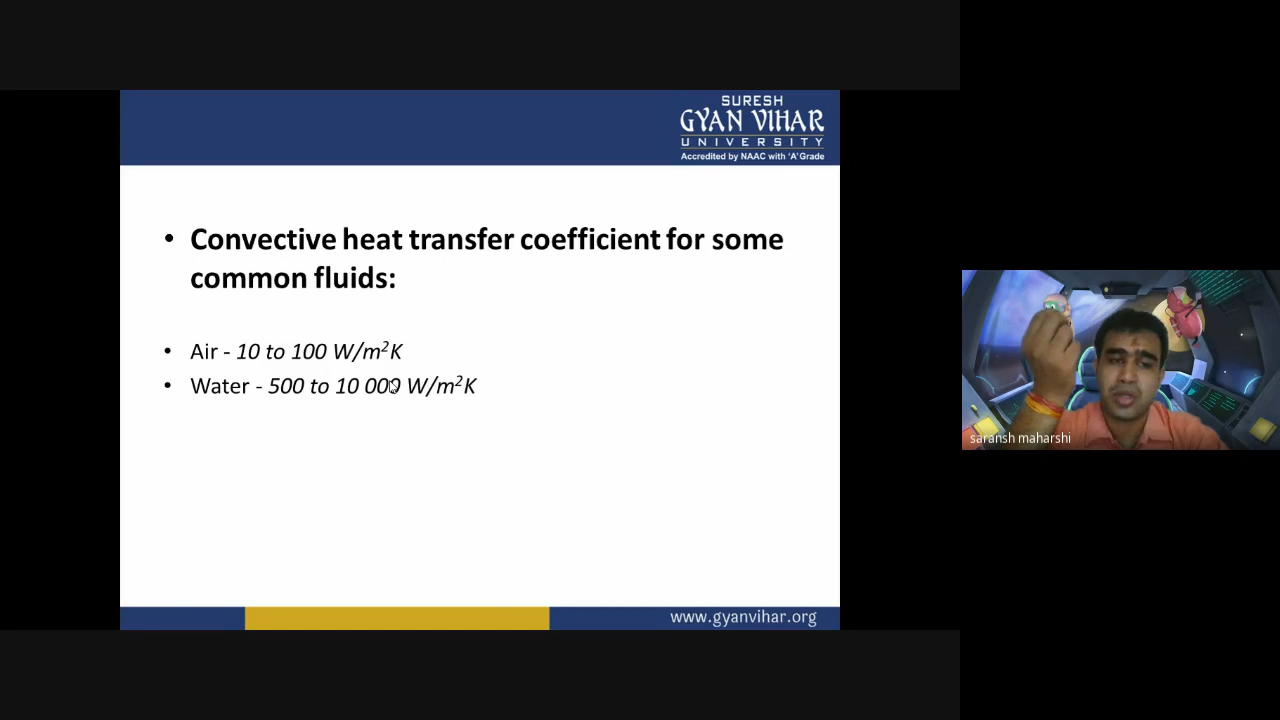 SURESH
GYAN VIHAR
UNIVERSITY
Accredited by NAAC with 'A' Grade
• Convective heat transfer coefficient for some
common fluids:
• Air - 10 to 100 W/m²K
• Water - 500 to 10 000 W/m²K
www.gyanvihar.org
saransh maharshi